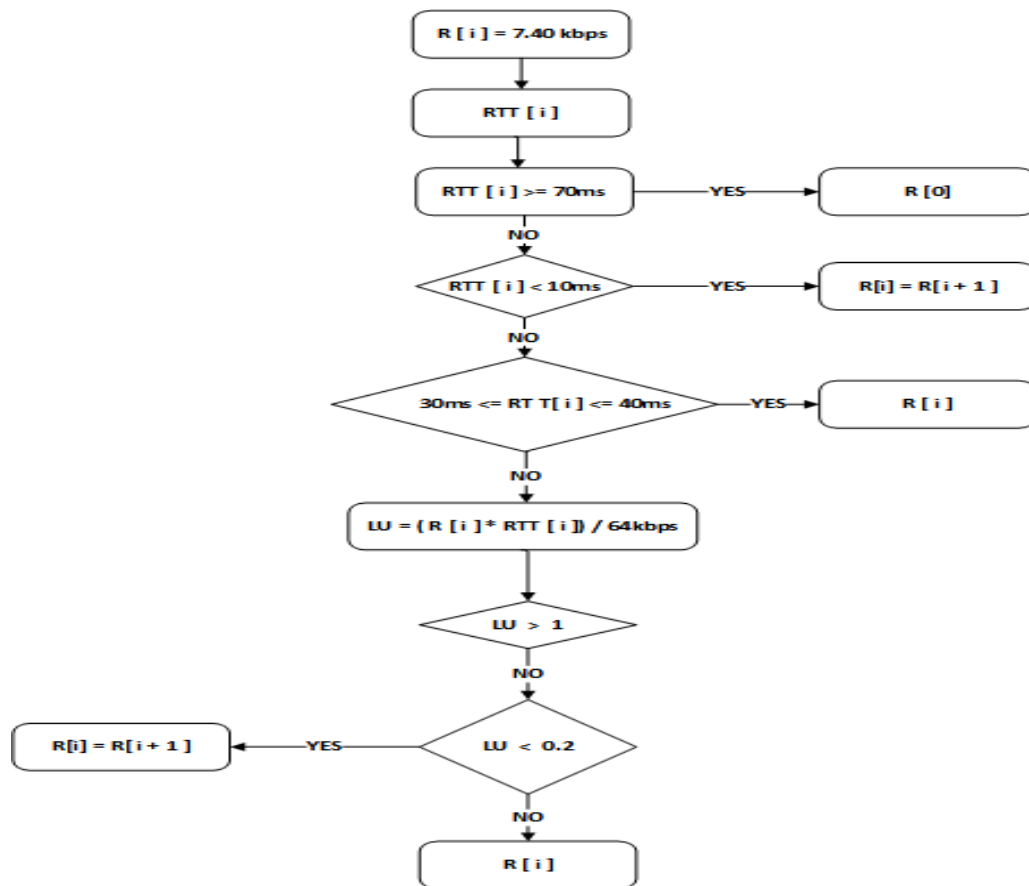 R [ i ] = 7.40 kbps
RTT [ i ]
RTT [ i ] >= 70ms
YES
R [0]
NO
RTT [ i ] < 10ms
YES
R[i] = R[i + 1 ]
NO
30ms <= RT T[ i ] <= 40ms
YES
R [ i ]
NO
LU = ( R [ i ] * RTT [ i ]) / 64kbps
LU > 1
NO
R[i] = R[ i + 1 ]
YES
LU < 0.2
NO
R [ i ]